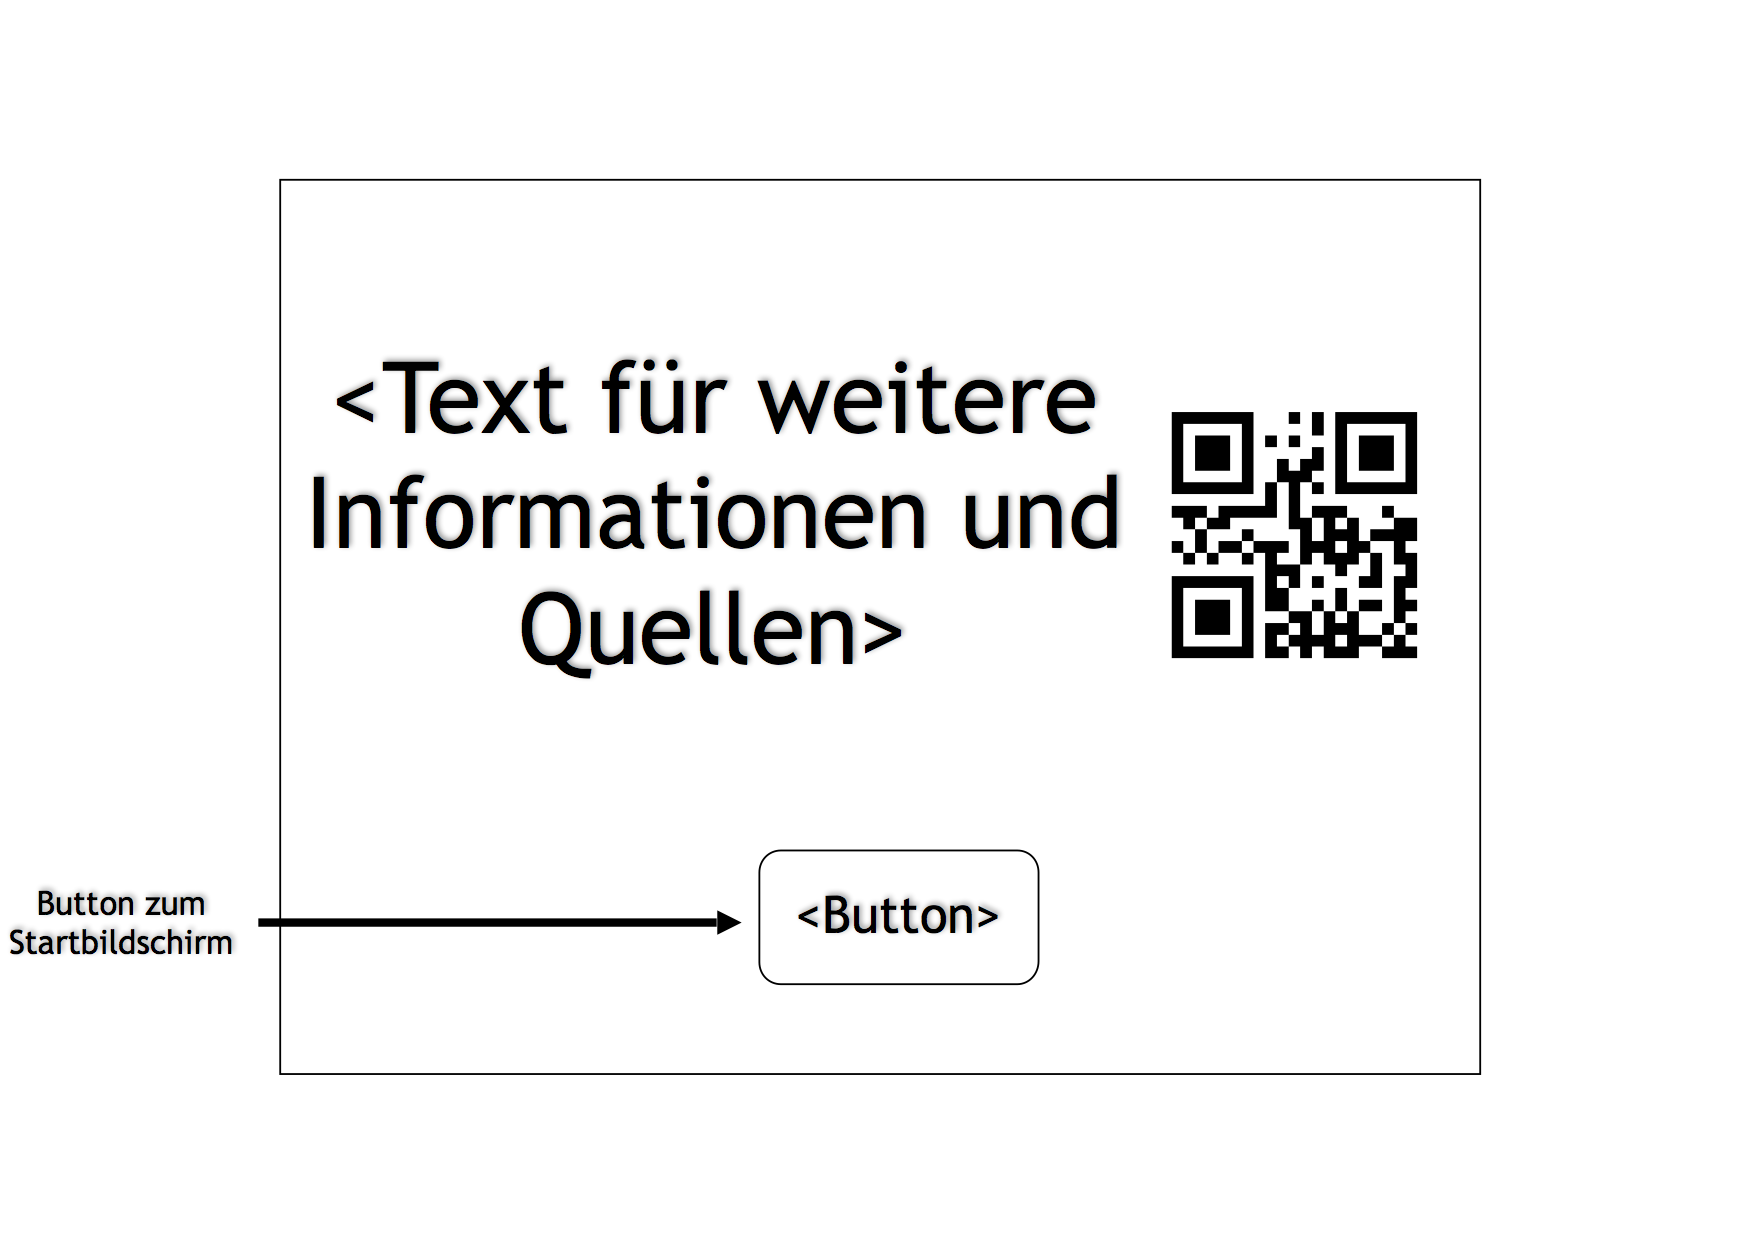 <Text für weitere
Informationen und
Quellen>
Button zum
Startbildschirm
<Button>